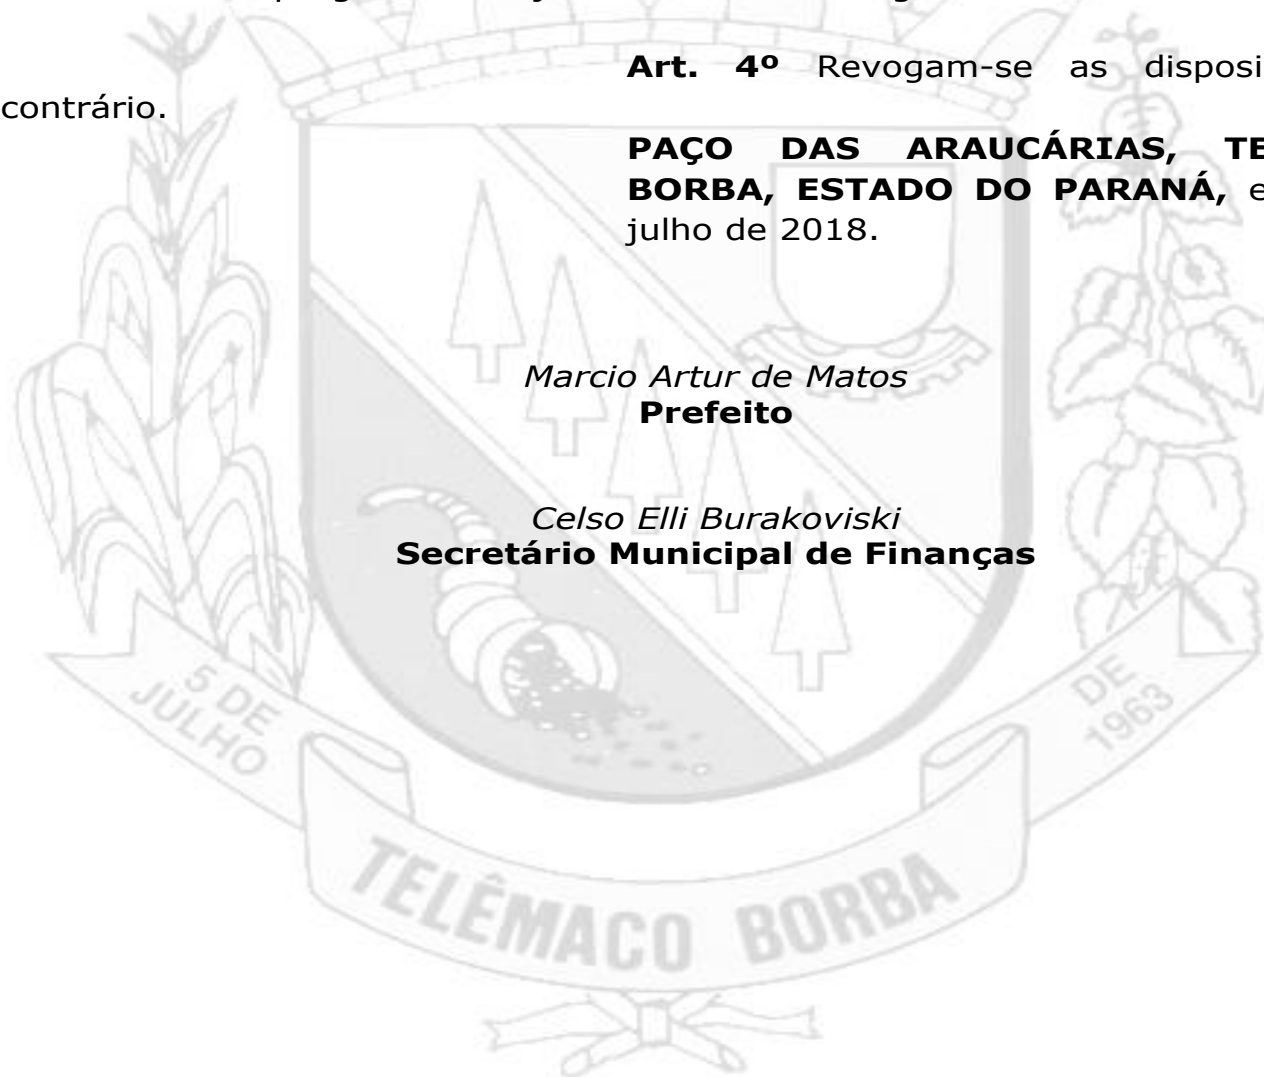 Art. 4º Revogam-se as disposi
contrário.
PAÇO DAS ARAUCÁRIAS, TE
BORBA, ESTADO DO PARANÁ, e
julho de 2018.
Marcio Artur de Matos
Prefeito
Celso Elli Burakoviski
Secretário Municipal de Finanças
5 DE
JULHO
DE
1963
TELÊMACO BORBA